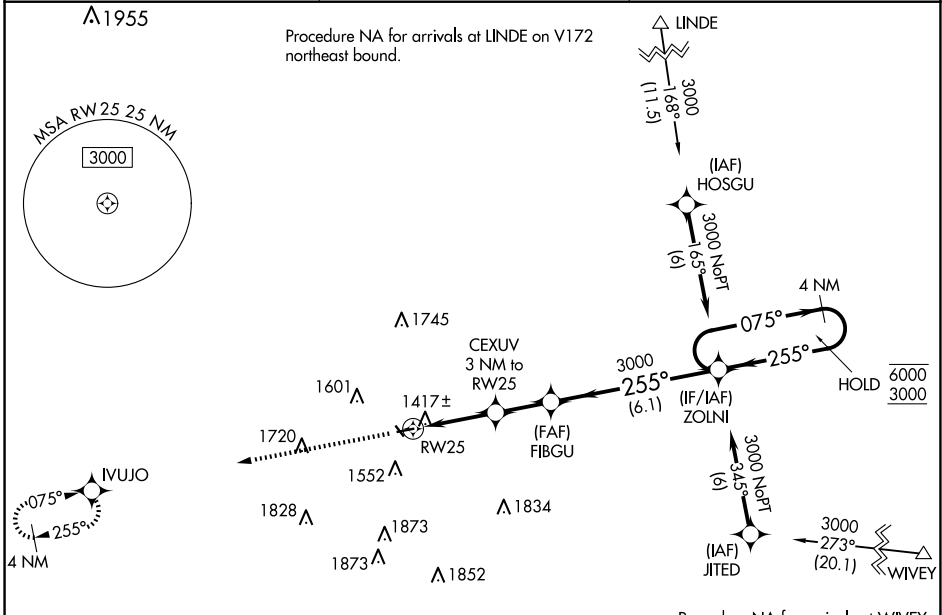 1955
Procedure NA for arrivals at LINDE on V172
northeast bound.
LINDE
3000
168°
(11.5)
MSA RW25 25 NM
3000
(IAF)
HOSGU
3000 NoPT
165°
(6)
4 NM
075°
255°
HOLD
6000
3000
1745
CEXUV
3 NM to
RW25
3000
255°
(6.1)
(IF/IAF)
ZOLNI
1601
1417±
(FAF)
FIBGU
RW25
1720
1552
IVUJO
075°
255°
4 NM
1828
1834
1873
1873
1852
3000 NoPT
345°
(6)
(IAF)
JITED
3000
273°
(20.1)
WIVEY